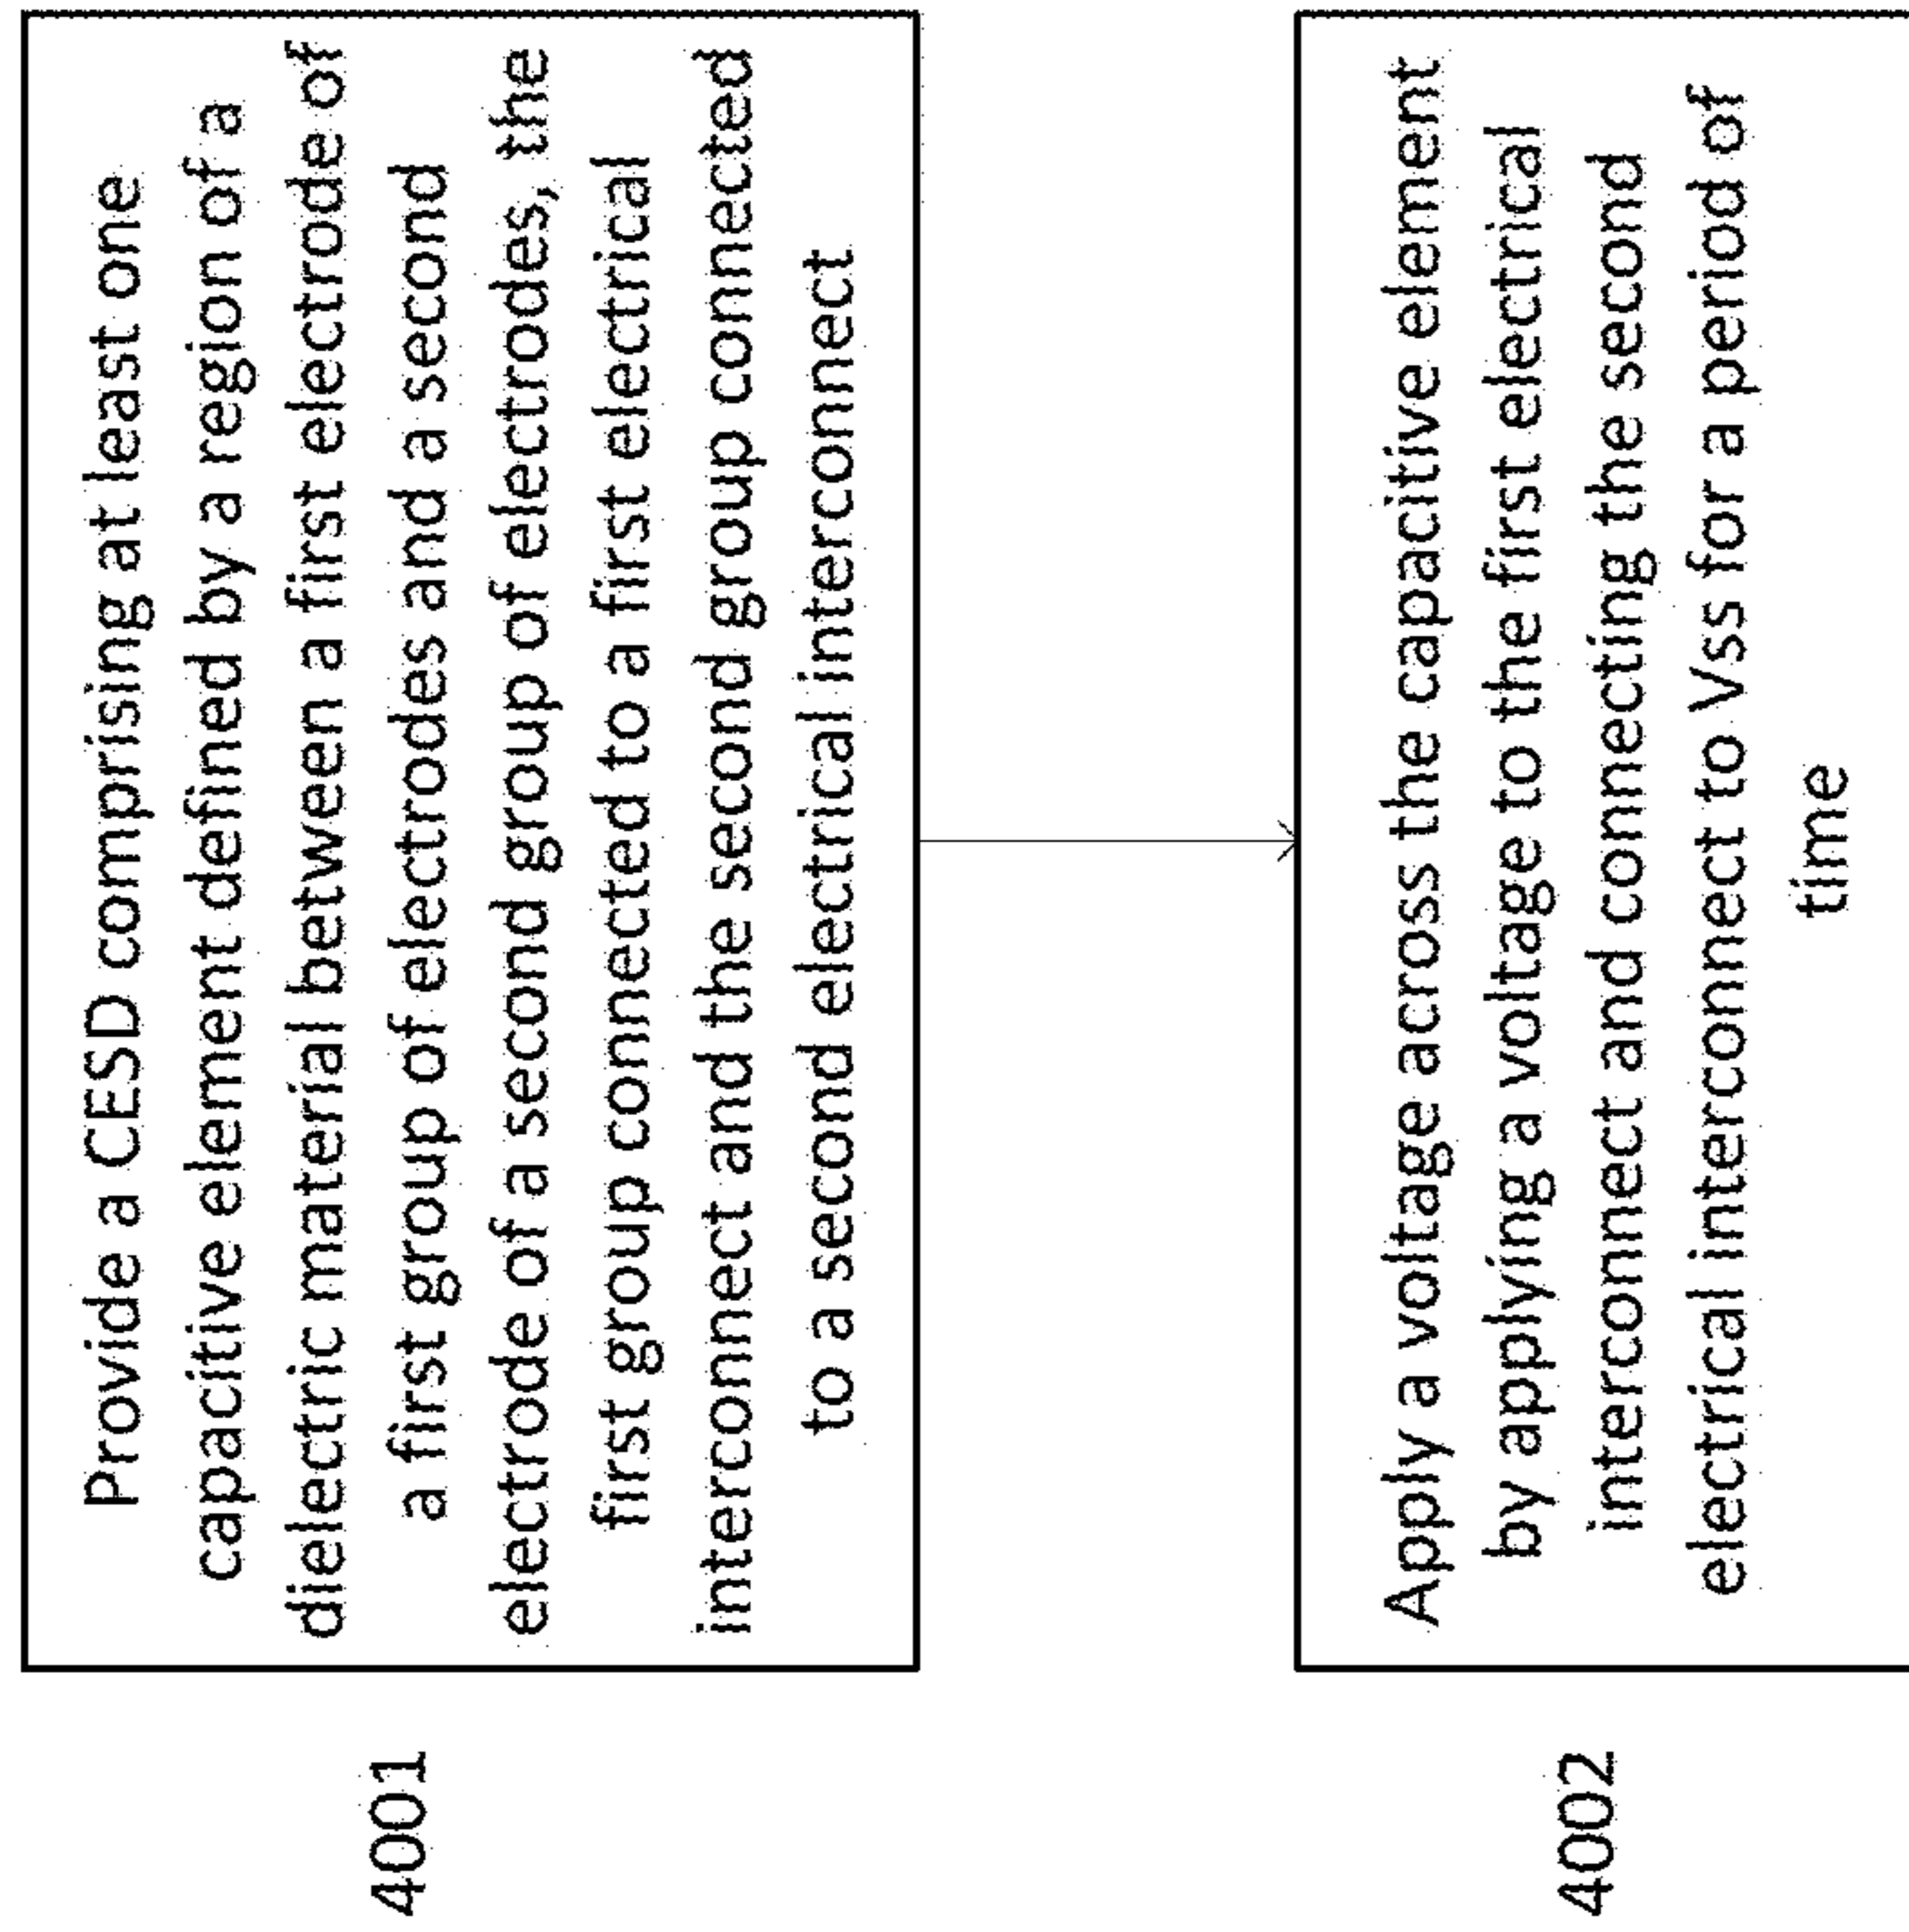 4001
Provide a CESD comprising at least one
capacitive element defined by a region of a
dielectric material between a first electrode of
a first group of electrodes and a second
electrode of a second group of electrodes, the
first group connected to a first electrical
interconnect and the second group connected
to a second electrical interconnect
4002
Apply a voltage across the capacitive element
by applying a voltage to the first electrical
interconnect and connecting the second
electrical interconnect to Vss for a period of
time